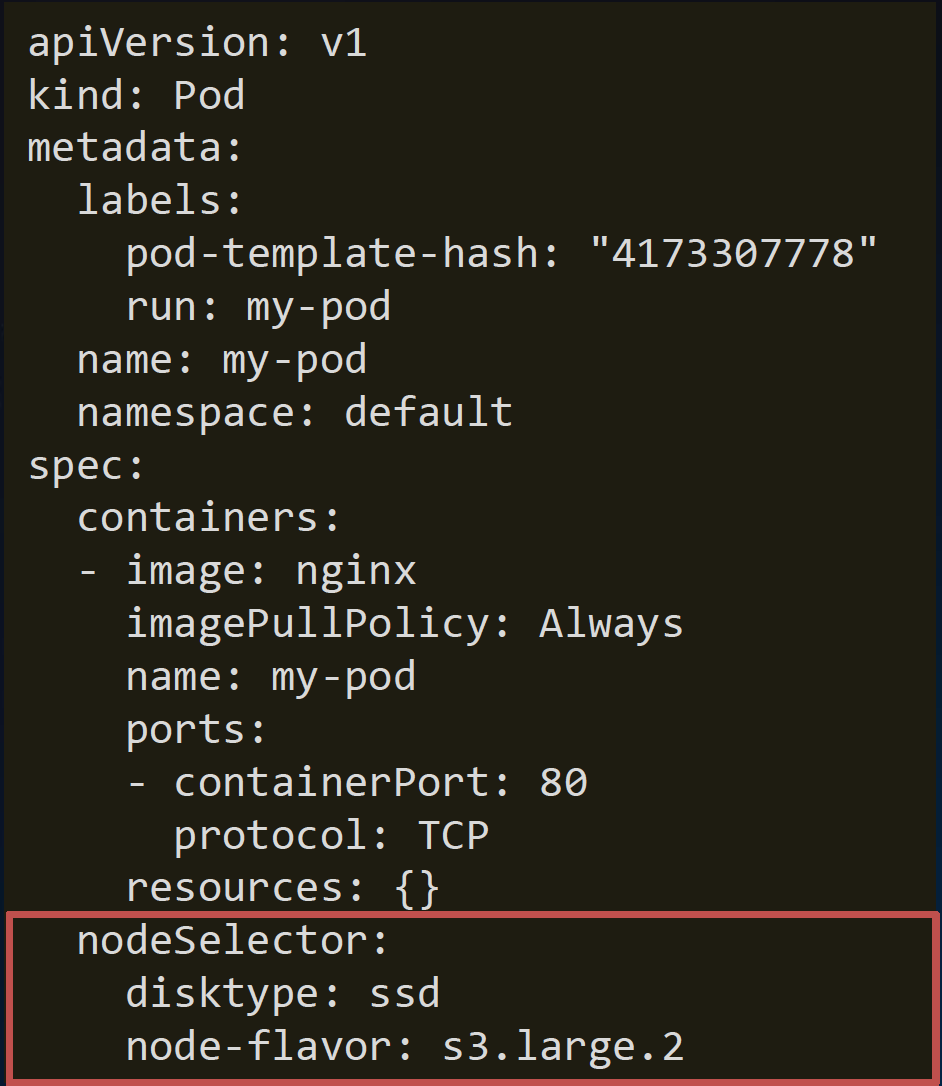 apiVersion: v1
kind: Pod
metadata:
  labels:
    pod-template-hash: "4173307778"
    run: my-pod
  name: my-pod
  namespace: default
spec:
  containers:
  - image: nginx
    imagePullPolicy: Always
    name: my-pod
    ports:
    - containerPort: 80
      protocol: TCP
    resources: {}
  nodeSelector:
    disktype: ssd
    node-flavor: s3.large.2